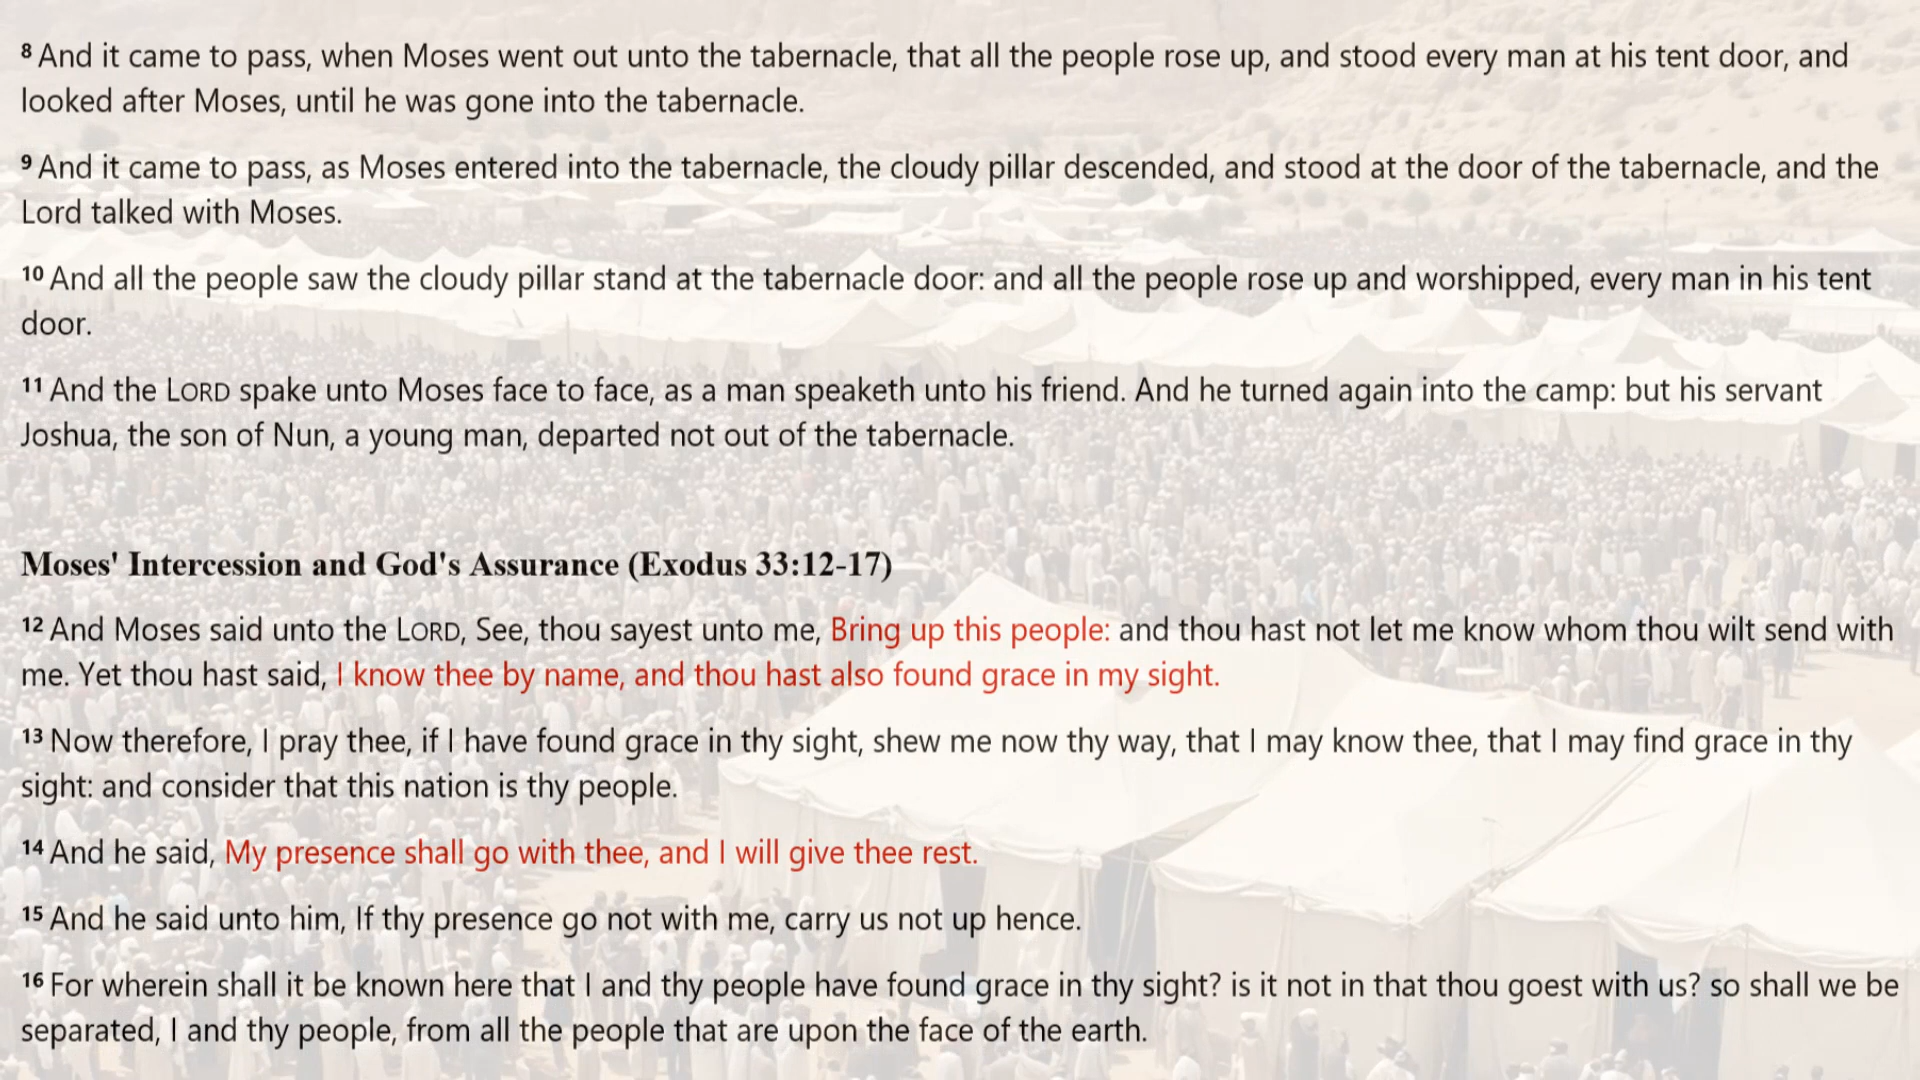 8 And it came to pass, when Moses went out unto the tabernacle, that all the people rose up, and stood every man at his tent door, and
looked after Moses, until he was gone into the tabernacle.
9 And it came to pass, as Moses entered into the tabernacle, the cloudy pillar descended, and stood at the door of the tabernacle, and the
Lord talked with Moses.
10 And all the people saw the cloudy pillar stand at the tabernacle door: and all the people rose up and worshipped, every man in his tent
door.
11 And the LORD spake unto Moses face to face, as a man speaketh unto his friend. And he turned again into the camp: but his servant
Joshua, the son of Nun, a young man, departed not out of the tabernacle.
Moses' Intercession and God's Assurance (Exodus 33:12-17)
12 And Moses said unto the LORD, See, thou sayest unto me, Bring up this people: and thou hast not let me know whom thou wilt send with
me. Yet thou hast said, I know thee by name, and thou hast also found grace in my sight.
13 Now therefore, I pray thee, if I have found grace in thy sight, shew me now thy way, that I may know thee, that I may find grace in thy
sight: and consider that this nation is thy people.
14 And he said, My presence shall go with thee, and I will give thee rest.
15 And he said unto him, If thy presence go not with me, carry us not up hence.
16 For wherein shall it be known here that I and thy people have found grace in thy sight? is it not in that thou goest with us? so shall we be
separated, I and thy people, from all the people that are upon the face of the earth.